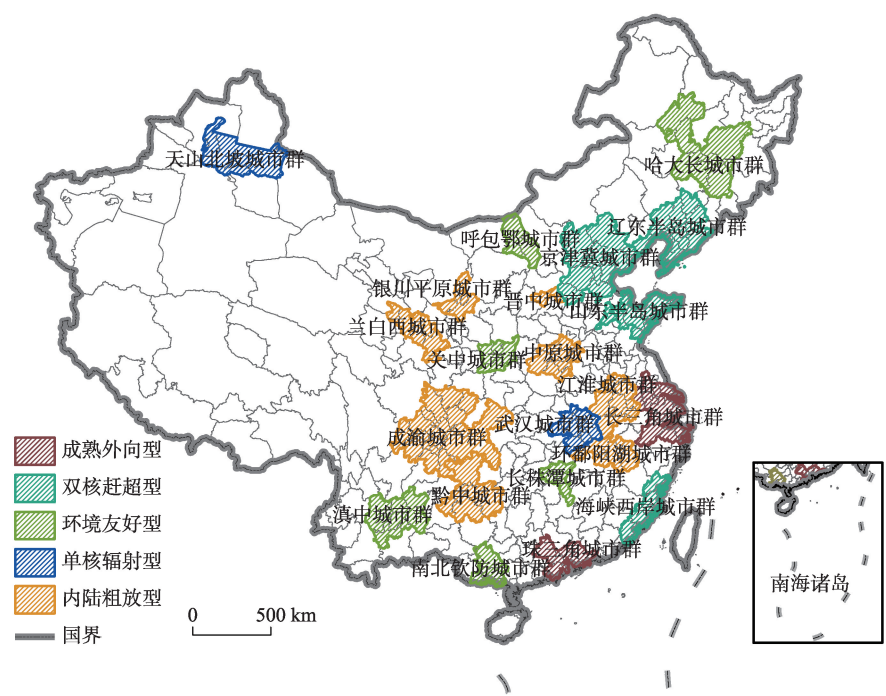 天山北坡城市群
哈大长城市群
辽东半岛城市群
呼包鄂城市群
京津冀城市群
银川平原城市群
晋中城市群
山东半岛城市群
兰白西城市群
关中城市群
中原城市群
江淮城市群
长三角城市群
武汉城市群
成渝城市群
环鄱阳湖城市群
长株潭城市群
黔中城市群
海峡西岸城市群
滇中城市群
珠三角城市群
南北钦防城市群
成熟外向型
双核赶超型
环境友好型
单核辐射型
内陆粗放型
国界
0 500 km
南海诸岛